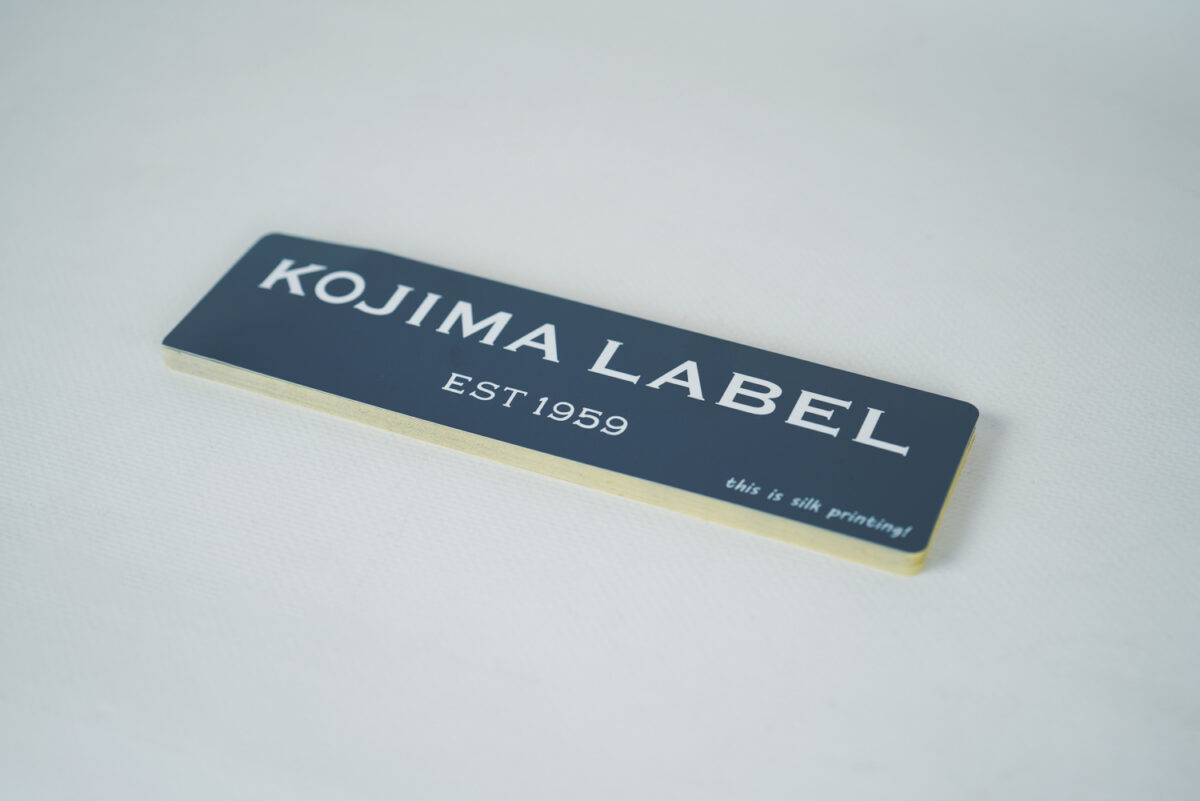 KOJIMA LABEL
EST 1959
this is silk printing!